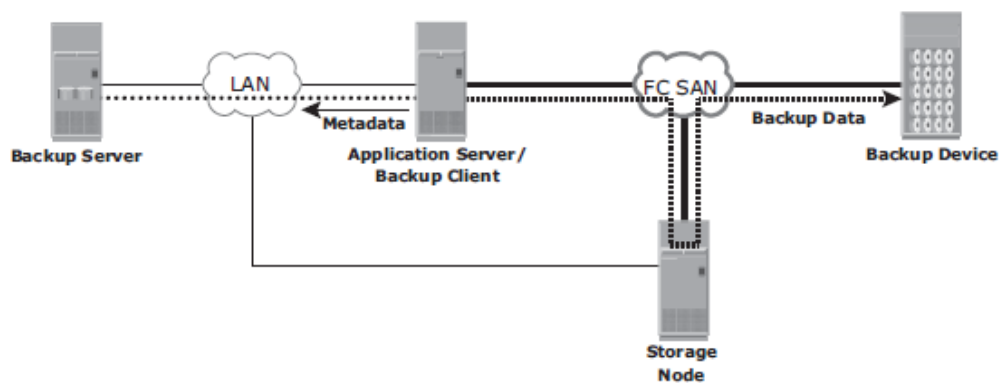 LAN
FC SAN
Metadata
Backup Data
Backup Server
Application Server/
Backup Client
Backup Device
Storage
Node